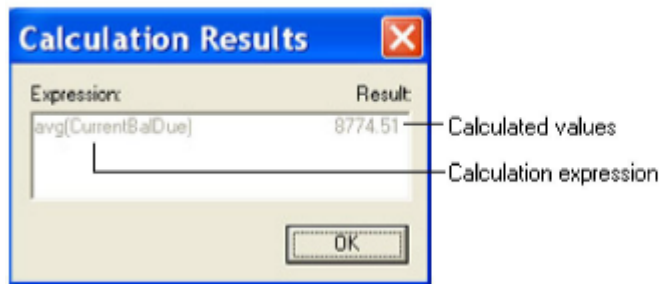 Calculation Results
Expression: Result:
avg(CurrentBalDue) 8774.51
Calculated values
Calculation expression
OK